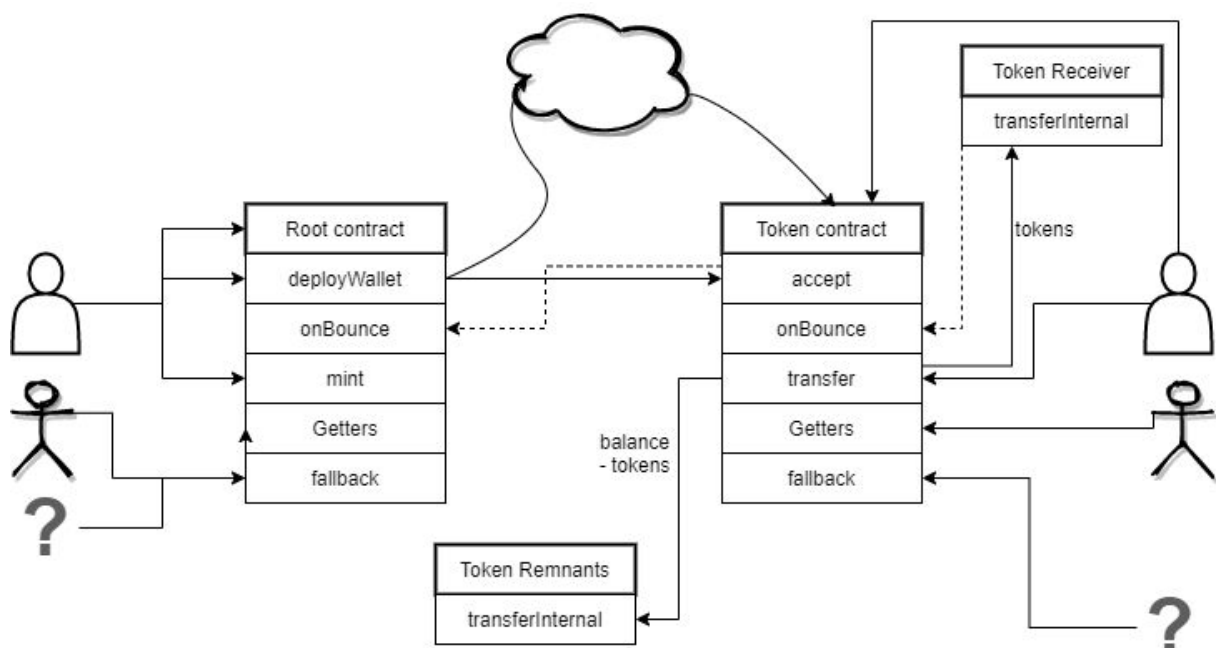 Token Receiver
transferInternal
Root contract
deployWallet
onBounce
mint
Getters
fallback
Token contract
accept
onBounce
transfer
Getters
fallback
tokens
balance
- tokens
?
?
Token Remnants
transferInternal